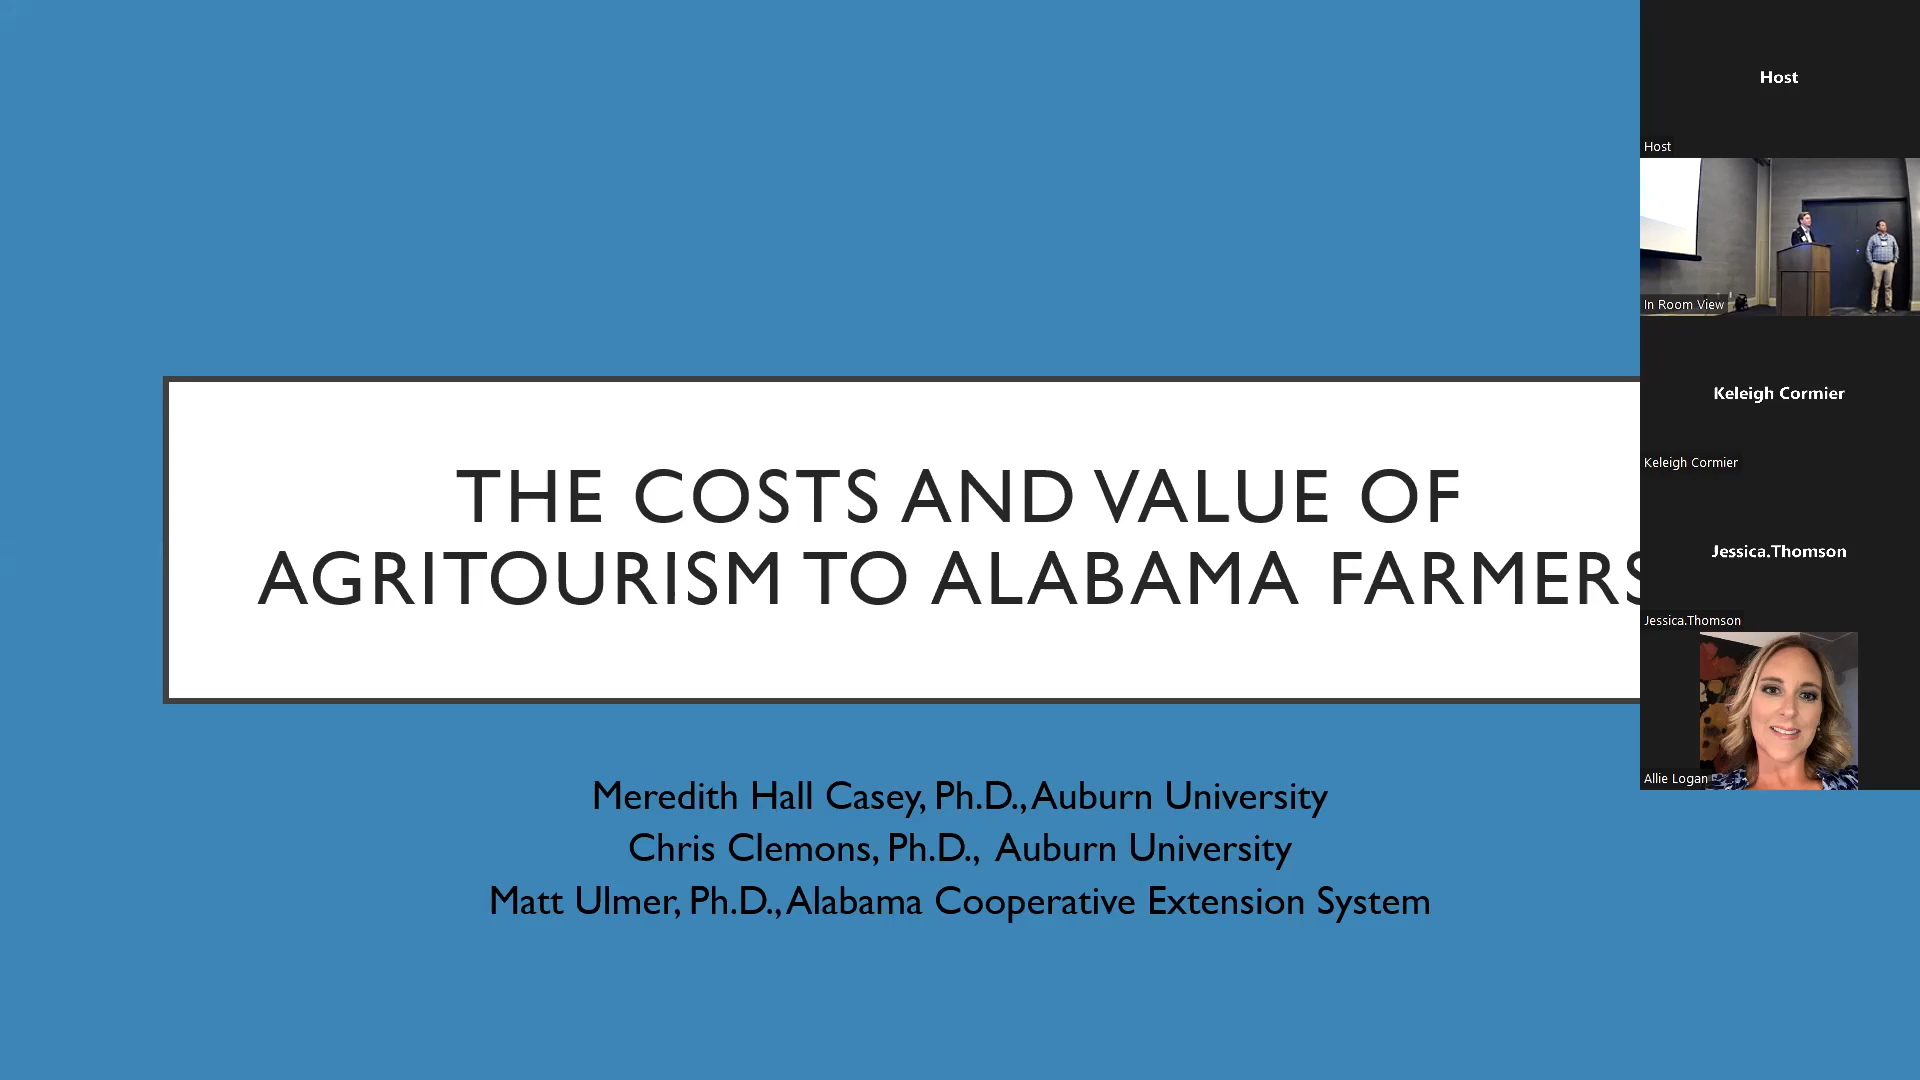 THE COSTS AND VALUE OF
AGRITOURISM TO ALABAMA FARMERS
Meredith Hall Casey, Ph.D., Auburn University
Chris Clemons, Ph.D., Auburn University
Matt Ulmer, Ph.D., Alabama Cooperative Extension System
Host
Host
In Room View
Keleigh Cormier
Keleigh Cormier
Jessica.Thomson
Jessica.Thomson
Allie Logan